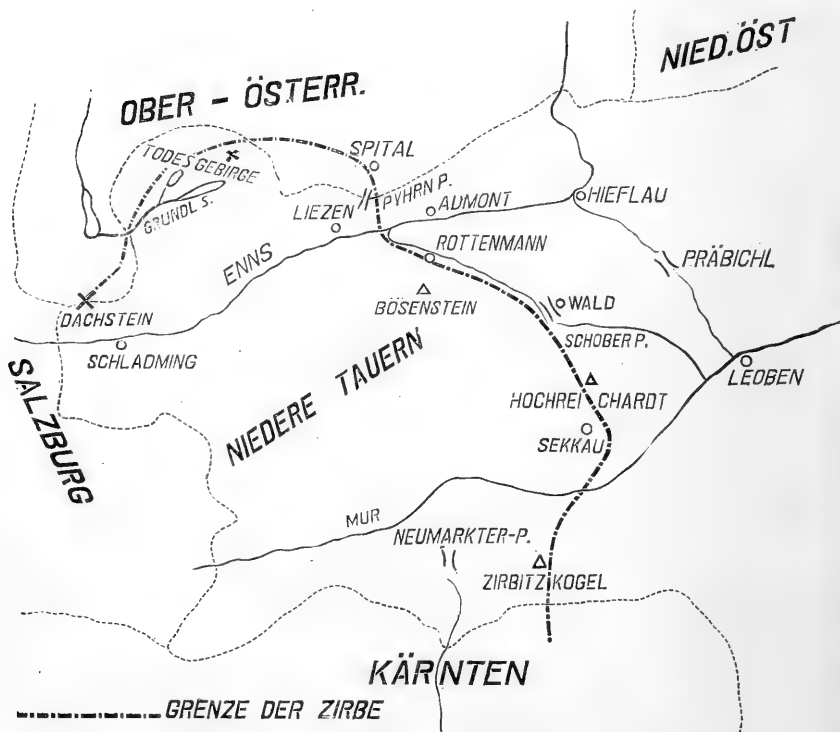 NIED.ÖST
OBER - ÖSTERR.
SPITAL
TODES GEBIRGE
PYHRN P.
GRUNDL S.
LIEZEN
ADMONT
HIEFLAU
ENNS
ROTTENMANN
PRÄBICHL
DACHSTEIN
BÖSENSTEIN
WALD
SCHLADMING
SCHOBER P.
LEOBEN
SALZBURG
NIEDERE TAUERN
HOCHREI CHARDT
SEKKAU
MUR
NEUMARKTER-P.
ZIRBITZ KOGEL
KÄRNTEN
GRENZE DER ZIRBE